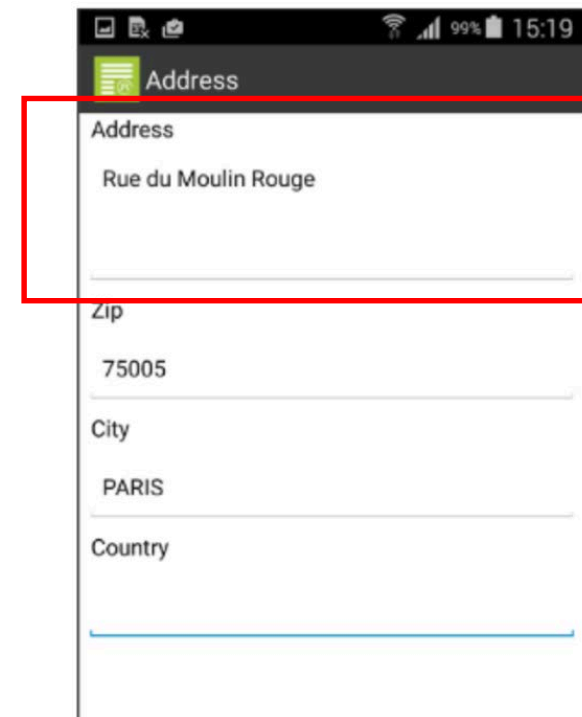 99% 15:19
Address
Address
Rue du Moulin Rouge
Zip
75005
City
PARIS
Country